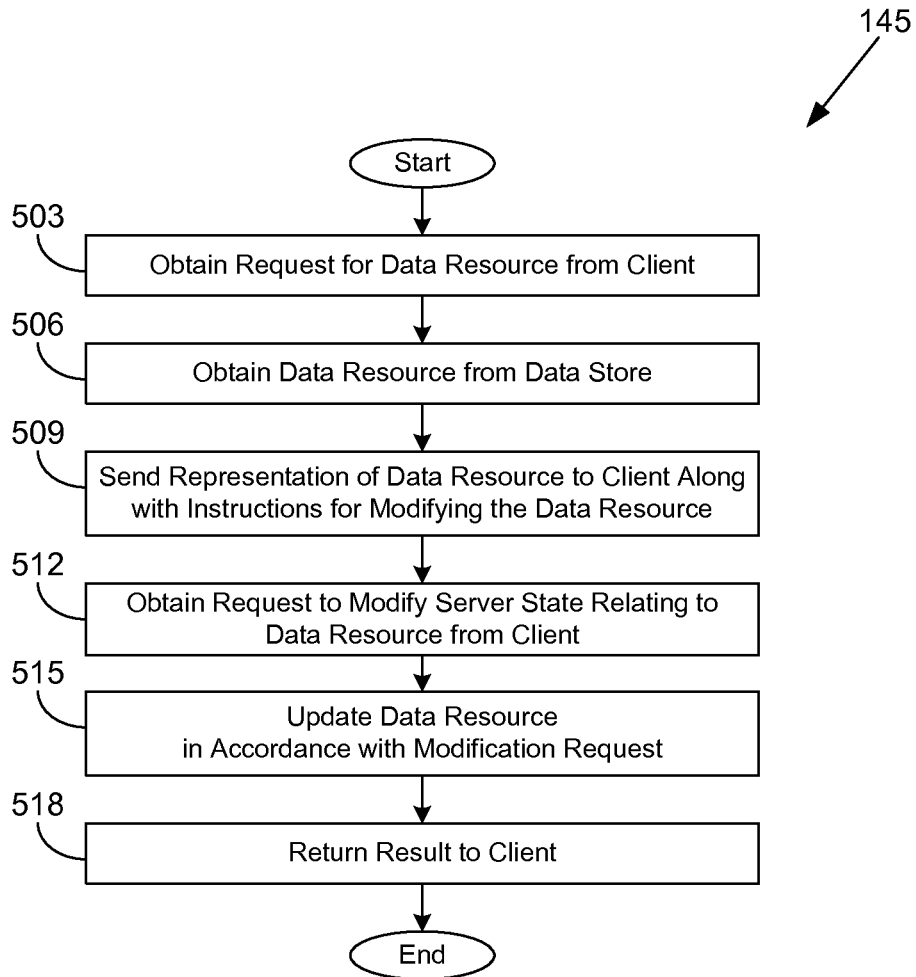 145
Start
503
Obtain Request for Data Resource from Client
506
Obtain Data Resource from Data Store
509
Send Representation of Data Resource to Client Along
with Instructions for Modifying the Data Resource
512
Obtain Request to Modify Server State Relating to
Data Resource from Client
515
Update Data Resource
in Accordance with Modification Request
518
Return Result to Client
End